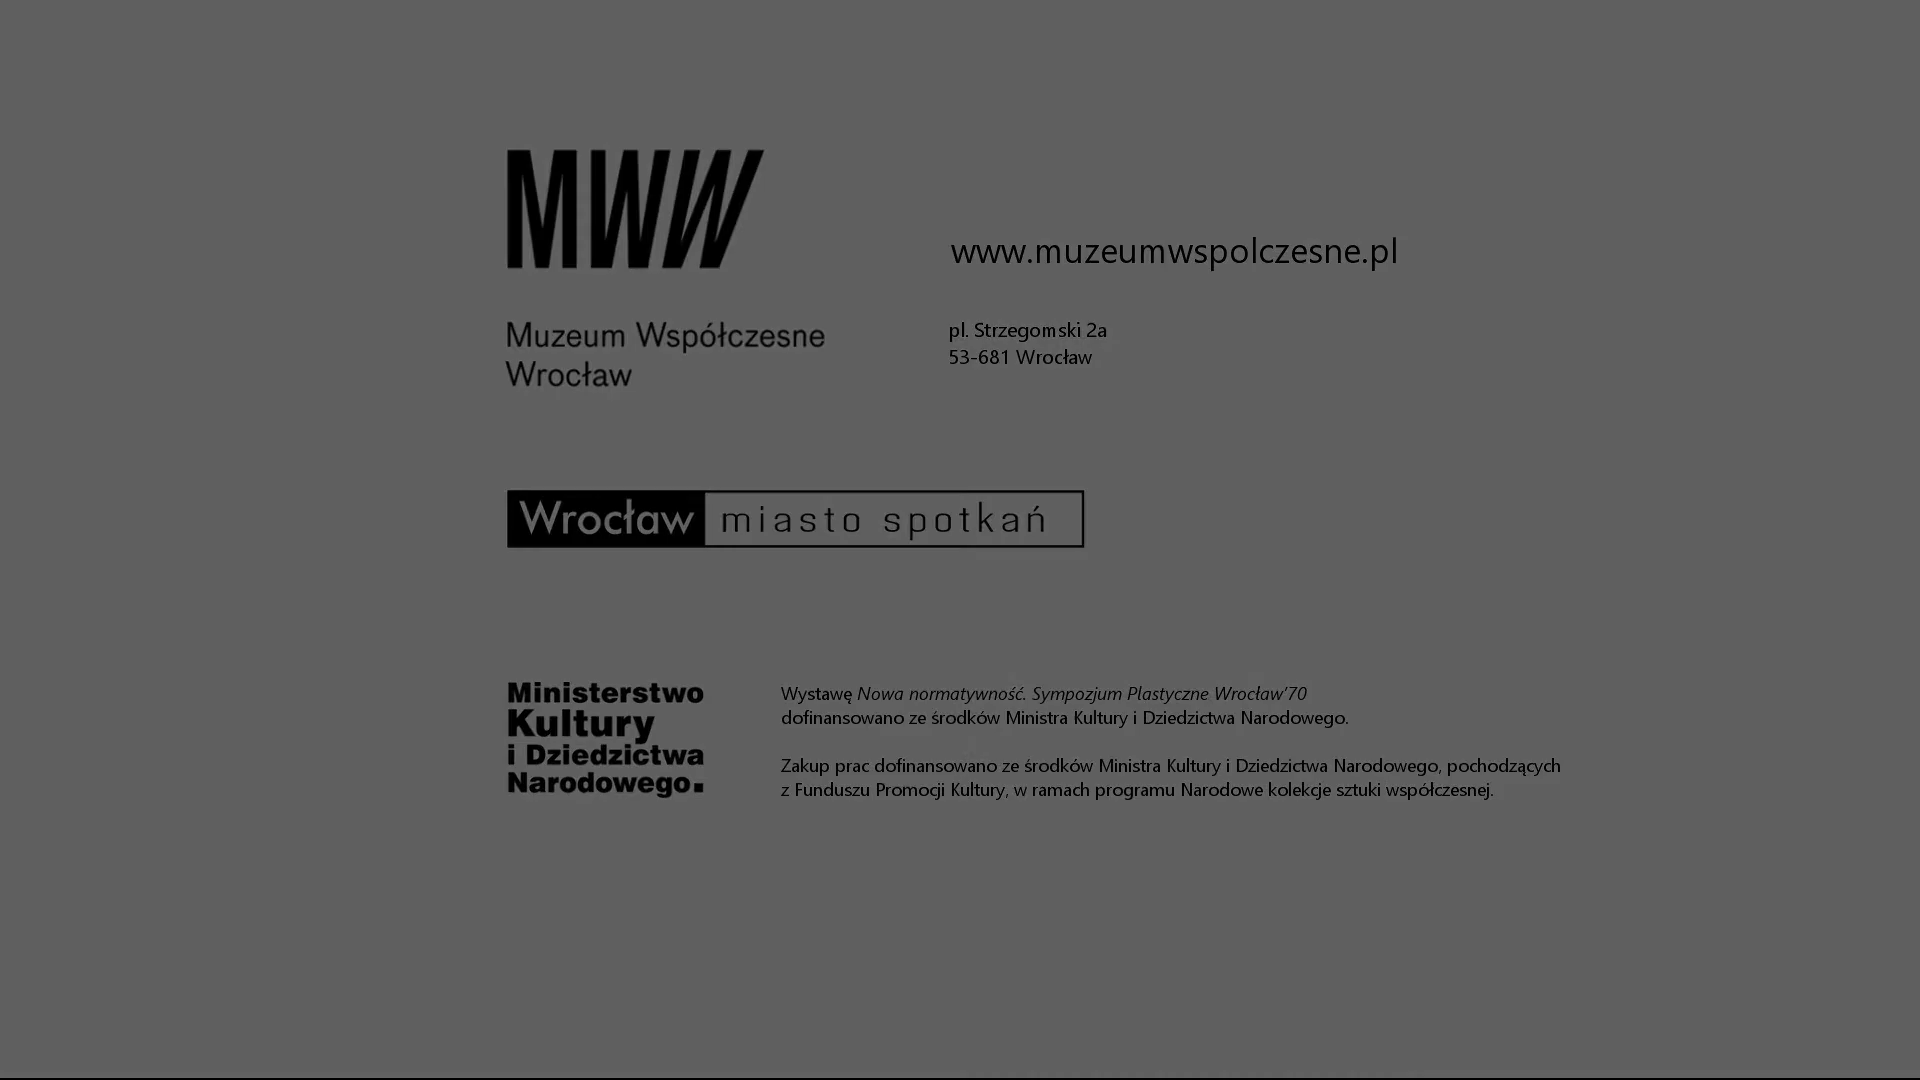 MWW
www.muzeumwspolczesne.pl
Muzeum Współczesne
Wrocław
pl. Strzegomski 2a
53-681 Wrocław
Wrocław miasto spotkań
Ministerstwo
Kultury
i Dziedzictwa
Narodowego.
Wystawę Nowa normatywność. Sympozjum Plastyczne Wrocław’70
dofinansowano ze środków Ministra Kultury i Dziedzictwa Narodowego.
Zakup prac dofinansowano ze środków Ministra Kultury i Dziedzictwa Narodowego, pochodzących
z Funduszu Promocji Kultury, w ramach programu Narodowe kolekcje sztuki współczesnej.